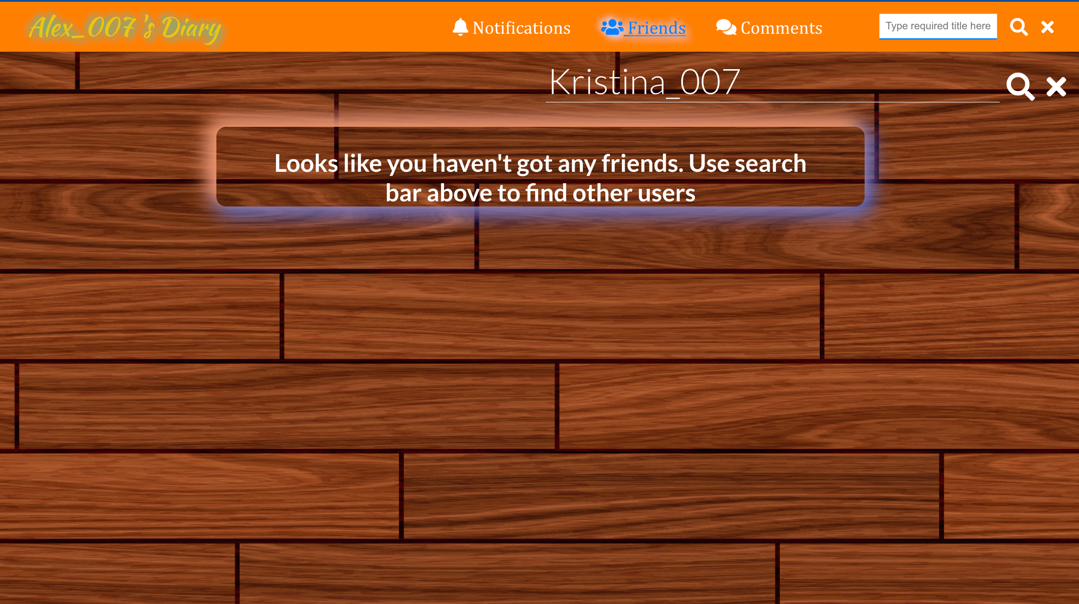 Alex_007 's Diary
Notifications
Friends
Comments
Type required title here
Kristina_007
Looks like you haven't got any friends. Use search
bar above to find other users